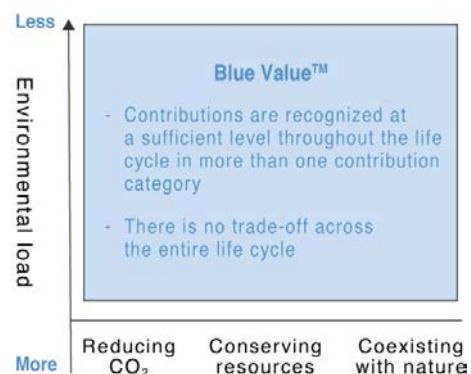 Less
Environmental load
Blue Value™
- Contributions are recognized at
a sufficient level throughout the life
cycle in more than one contribution
category
- There is no trade-off across
the entire life cycle
More
Reducing
CO₂
Conserving
resources
Coexisting
with nature